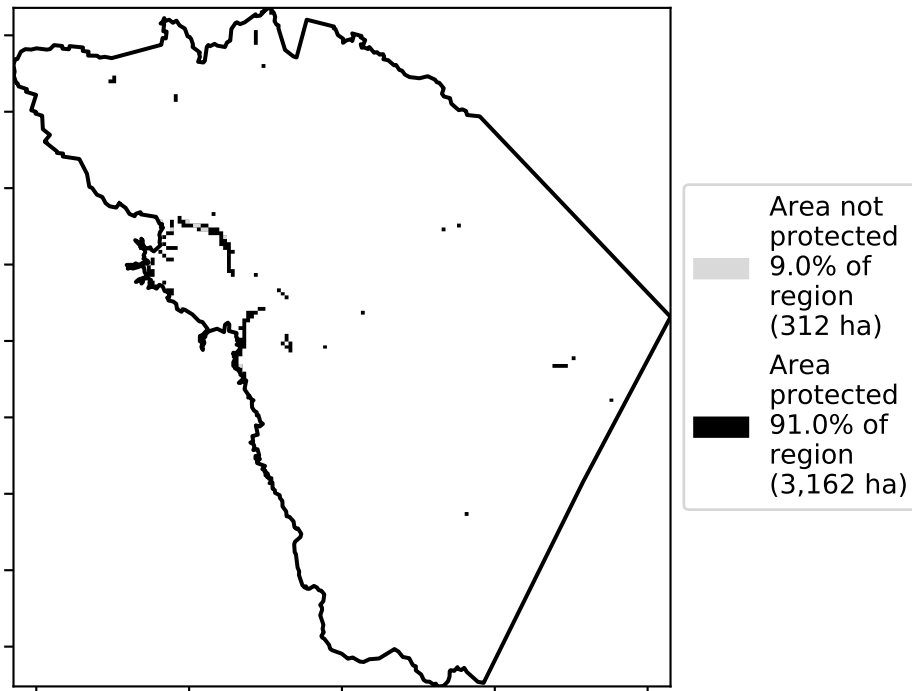 Area not
protected
9.0% of
region
(312 ha)
Area
protected
91.0% of
region
(3,162 ha)